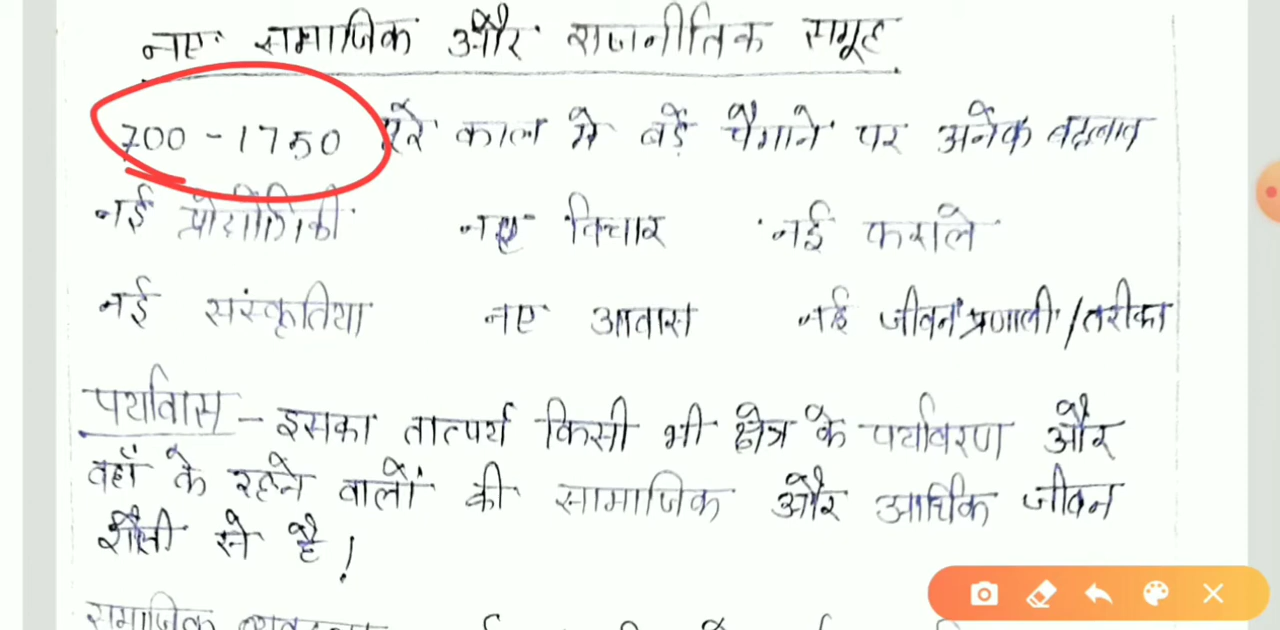 नए सामाजिक और राजनीतिक समूह
700 - 1750 पूरे काल में बड़े पैमाने पर अनेक बदलाव
नई प्रौद्योगिकी नए विचार नई फसले
नई संस्कृतिया नए आवास नई जीवन प्रणाली / तरीका
पर्यावास - इसका तात्पर्य किसी भी क्षेत्र के पर्यावरण और
वहाँ के रहने वालों की सामाजिक और आर्थिक जीवन
शैली से है !
सामाजिक